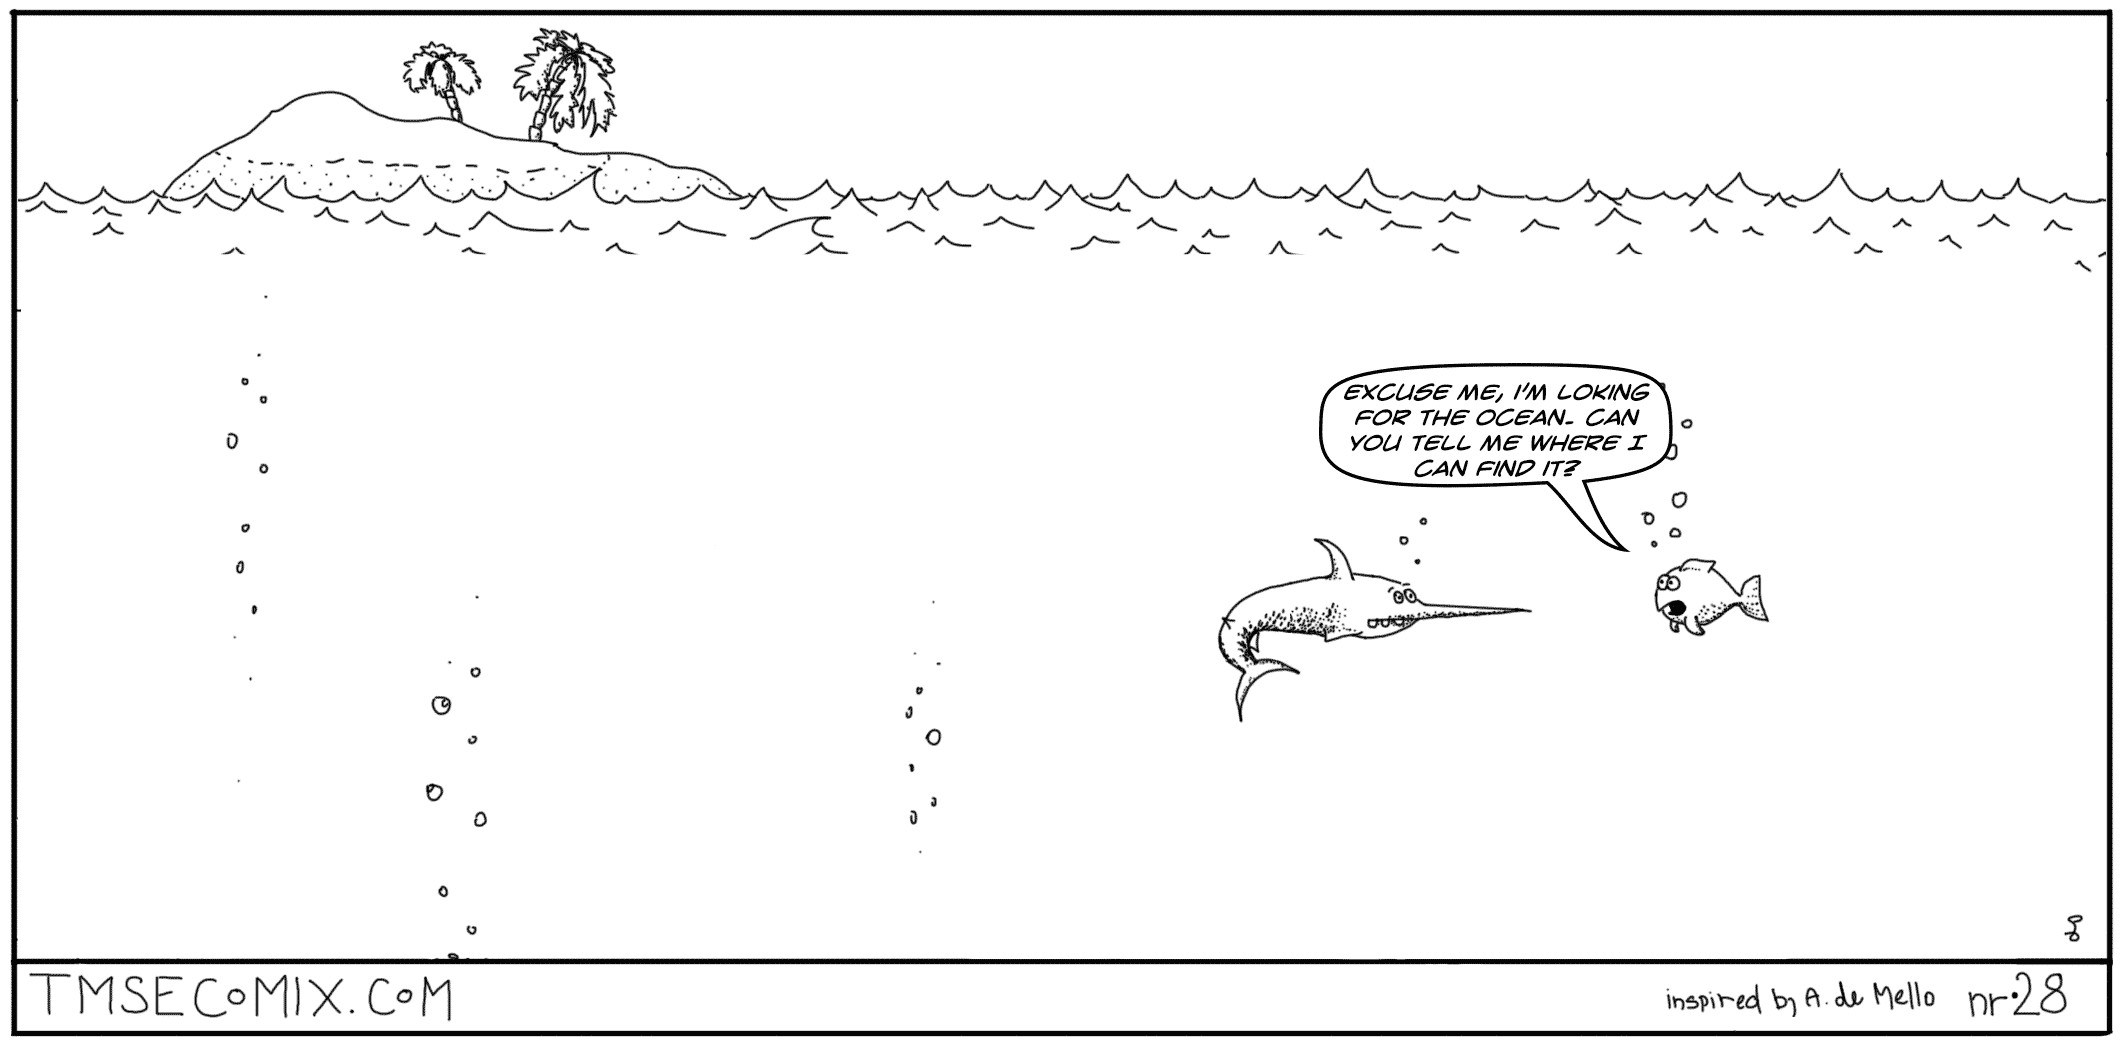 EXCUSE ME, I'M LOKING
FOR THE OCEAN. CAN
YOU TELL ME WHERE I
CAN FIND IT?
TMSECOMIX.COM
inspired by A. de Mello nr.28